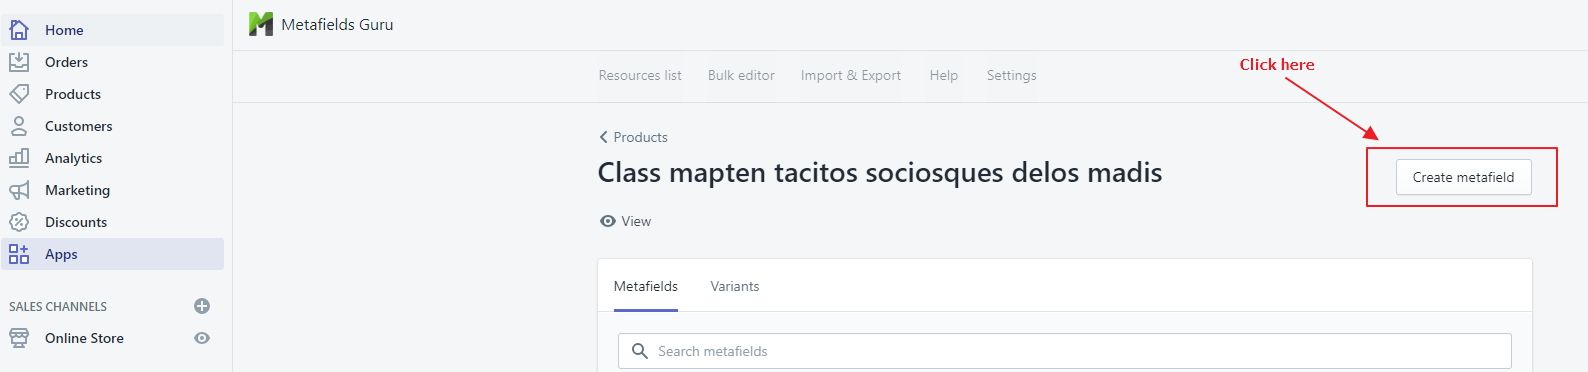 Home
Orders
Products
Customers
Analytics
Marketing
Discounts
Apps
SALES CHANNELS
Online Store
Metafields Guru
Resources list Bulk editor Import & Export Help Settings
Click here
Products
Class mapten tacitos sociosques delos madis
Create metafield
View
Metafields Variants
Search metafields